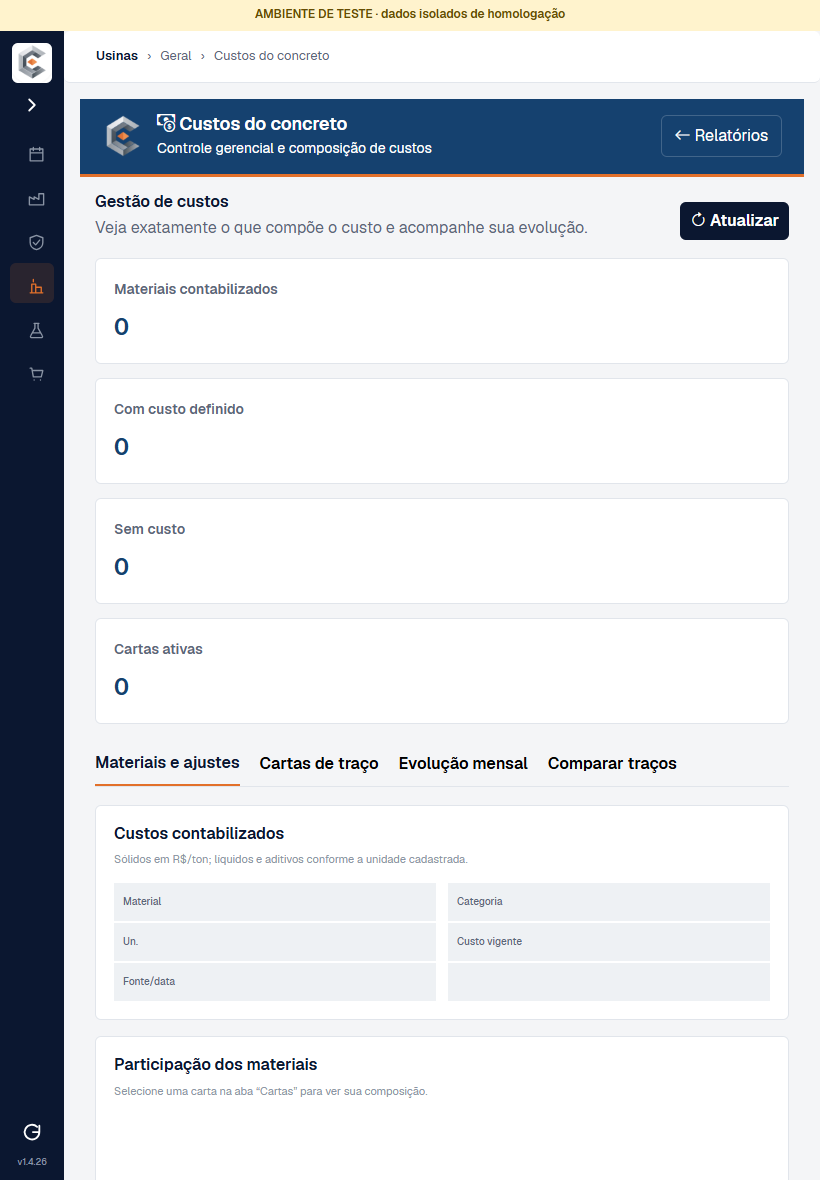 AMBIENTE DE TESTE · dados isolados de homologação
Usinas › Geral › Custos do concreto
Custos do concreto
Controle gerencial e composição de custos
← Relatórios
Gestão de custos
Veja exatamente o que compõe o custo e acompanhe sua evolução.
Atualizar
Materiais contabilizados
0
Com custo definido
0
Sem custo
0
Cartas ativas
0
Materiais e ajustes Cartas de traço Evolução mensal Comparar traços
Custos contabilizados
Sólidos em R$/ton; líquidos e aditivos conforme a unidade cadastrada.
Material Categoria
Un. Custo vigente
Fonte/data
Participação dos materiais
Selecione uma carta na aba “Cartas” para ver sua composição.
v1.4.26